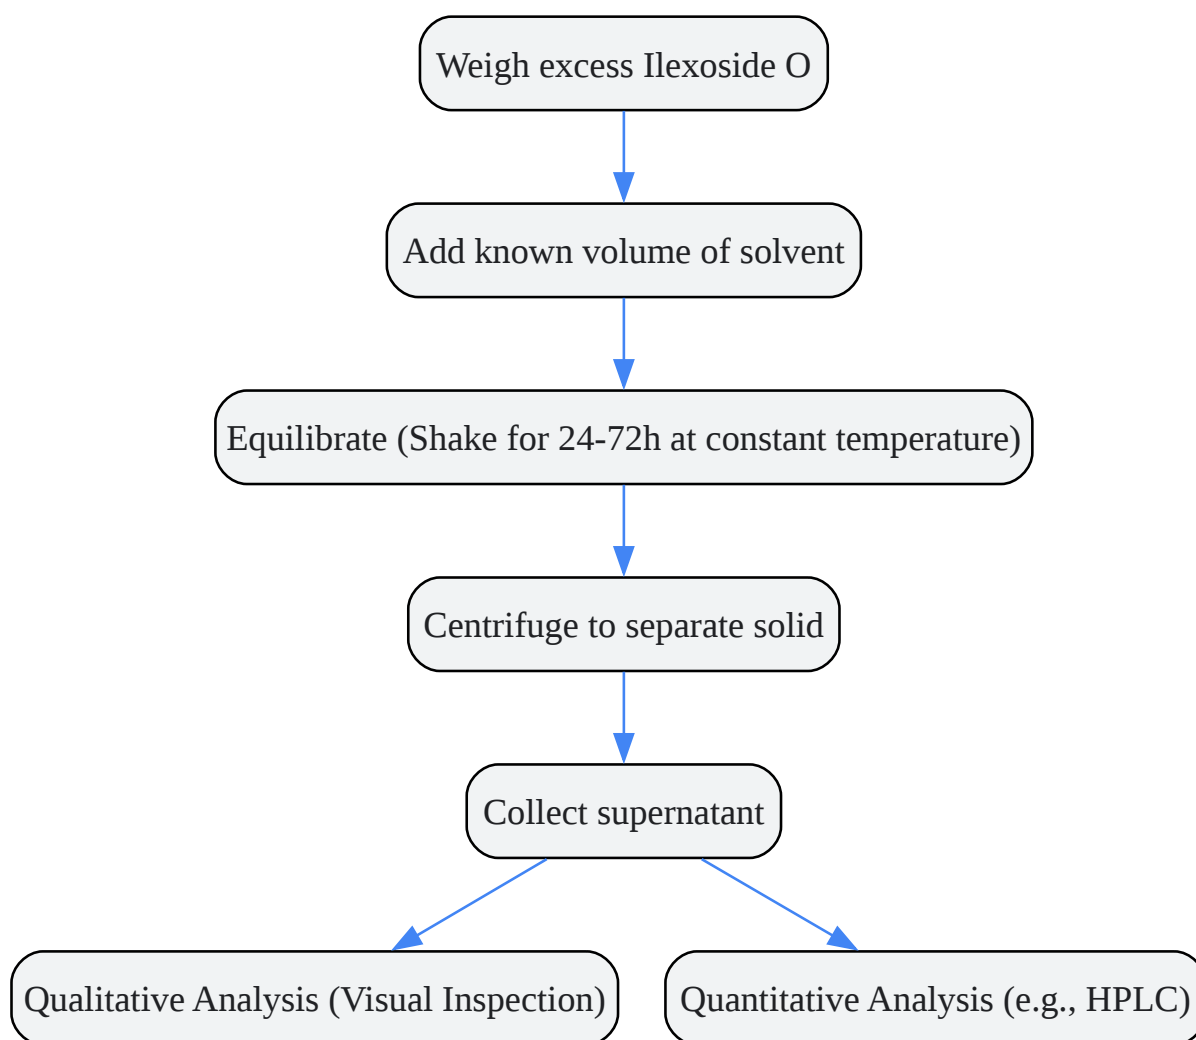 Weigh excess Ilexoside O
Add known volume of solvent
Equilibrate (Shake for 24-72h at constant temperature)
Centrifuge to separate solid
Collect supernatant
Qualitative Analysis (Visual Inspection)
Quantitative Analysis (e.g., HPLC)